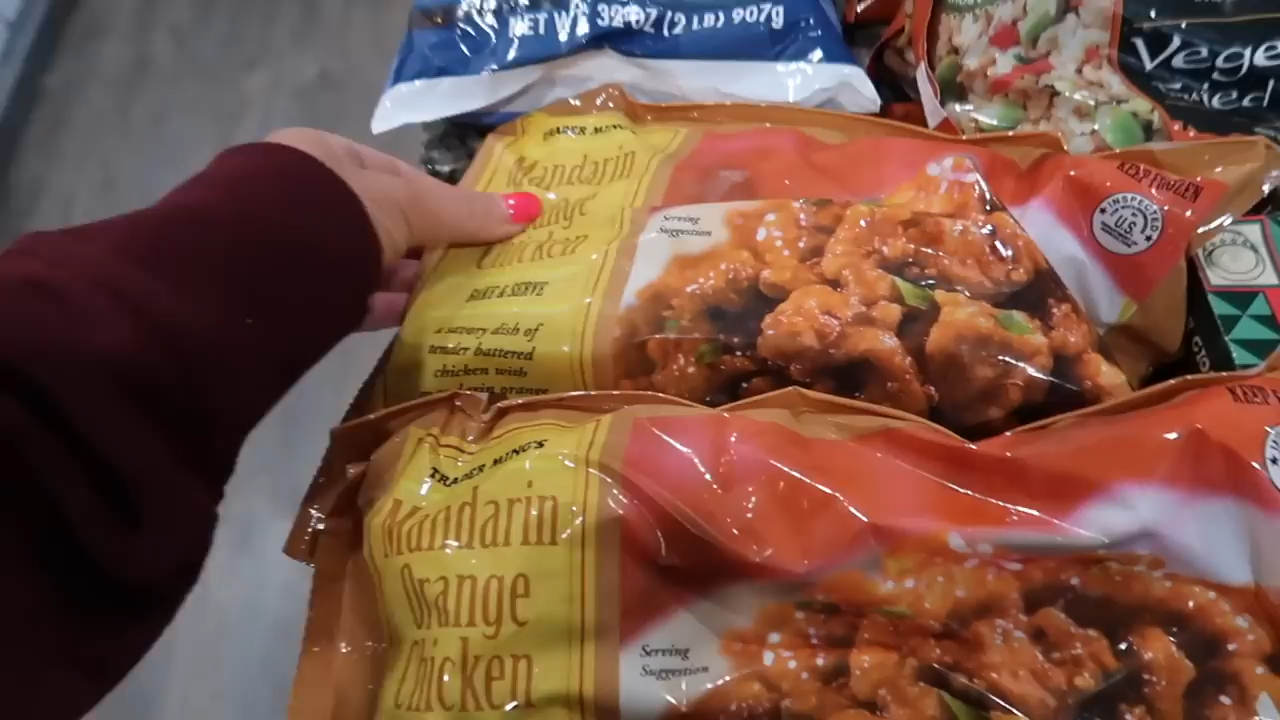 NET WT 32 OZ (2 LB) 907g
Vege
TRADER MING'S
Mandarin
Orange
Chicken
BAKE & SERVE
a savory dish of
tender battered
chicken with
Serving
Suggestion
KEEP FROZEN
INSPECTED
U.S.
TRADER MING'S
Mandarin
Orange
Chicken
Serving
Suggestion
KEEP